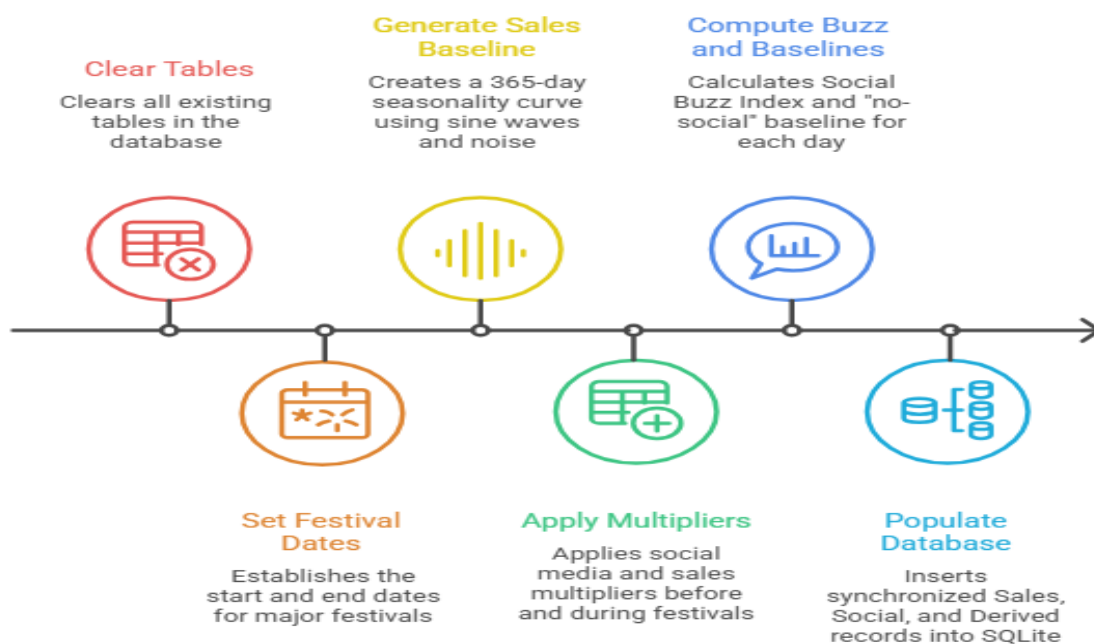 Clear Tables
Clears all existing
tables in the
database
Set Festival
Dates
Establishes the
start and end dates
for major festivals
Generate Sales
Baseline
Creates a 365-day
seasonality curve
using sine waves
and noise
Apply Multipliers
Applies social
media and sales
multipliers before
and during festivals
Compute Buzz
and Baselines
Calculates Social
Buzz Index and "no-
social" baseline for
each day
Populate
Database
Inserts
synchronized Sales,
Social, and Derived
records into SQLite